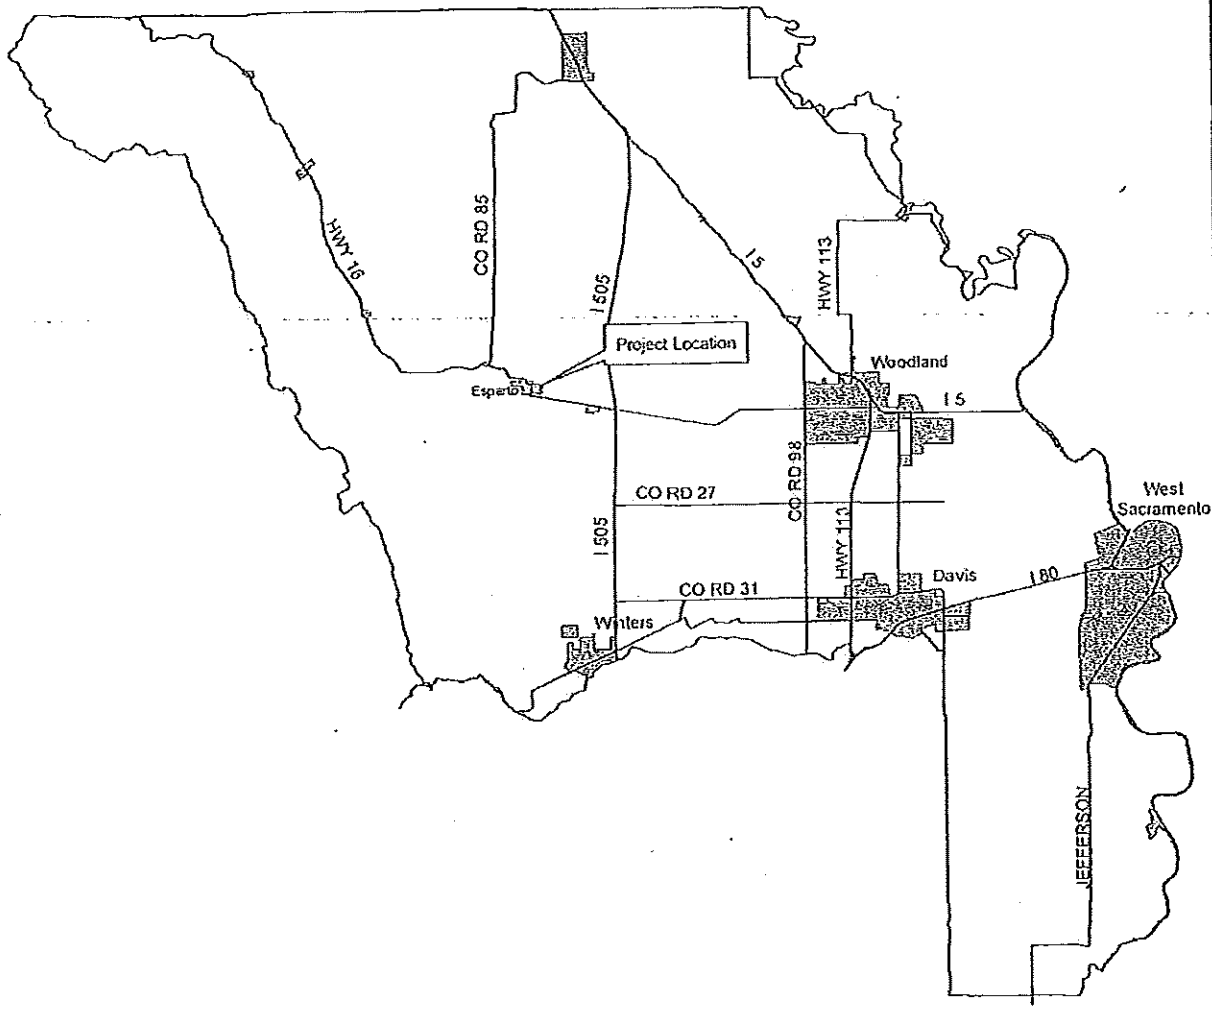 CO RD 85
HWY 16
I 505
I 5
HWY 113
Project Location
Woodland
Esparto
I 5
CO RD 98
CO RD 27
West
Sacramento
I 505
HWY 113
Davis
I 80
CO RD 31
Winters
JEFFERSON